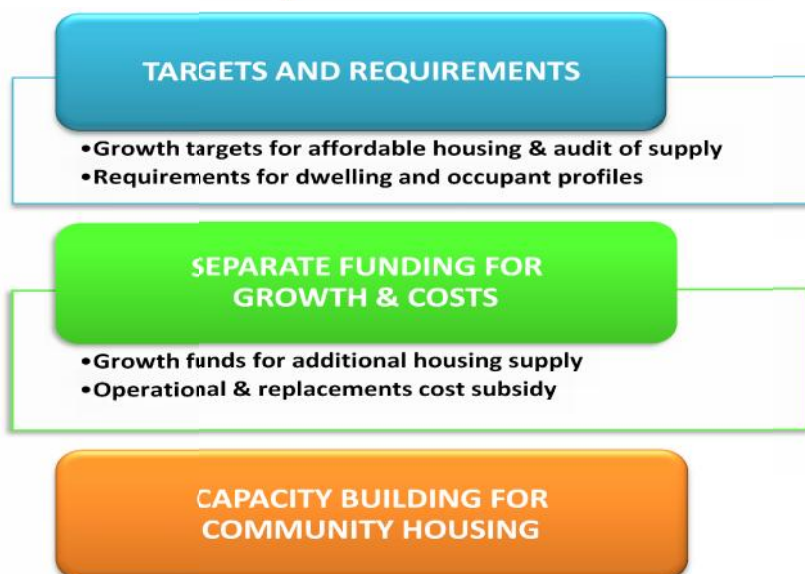 TARGETS AND REQUIREMENTS
•Growth targets for affordable housing & audit of supply
•Requirements for dwelling and occupant profiles
SEPARATE FUNDING FOR
GROWTH & COSTS
•Growth funds for additional housing supply
•Operational & replacements cost subsidy
CAPACITY BUILDING FOR
COMMUNITY HOUSING